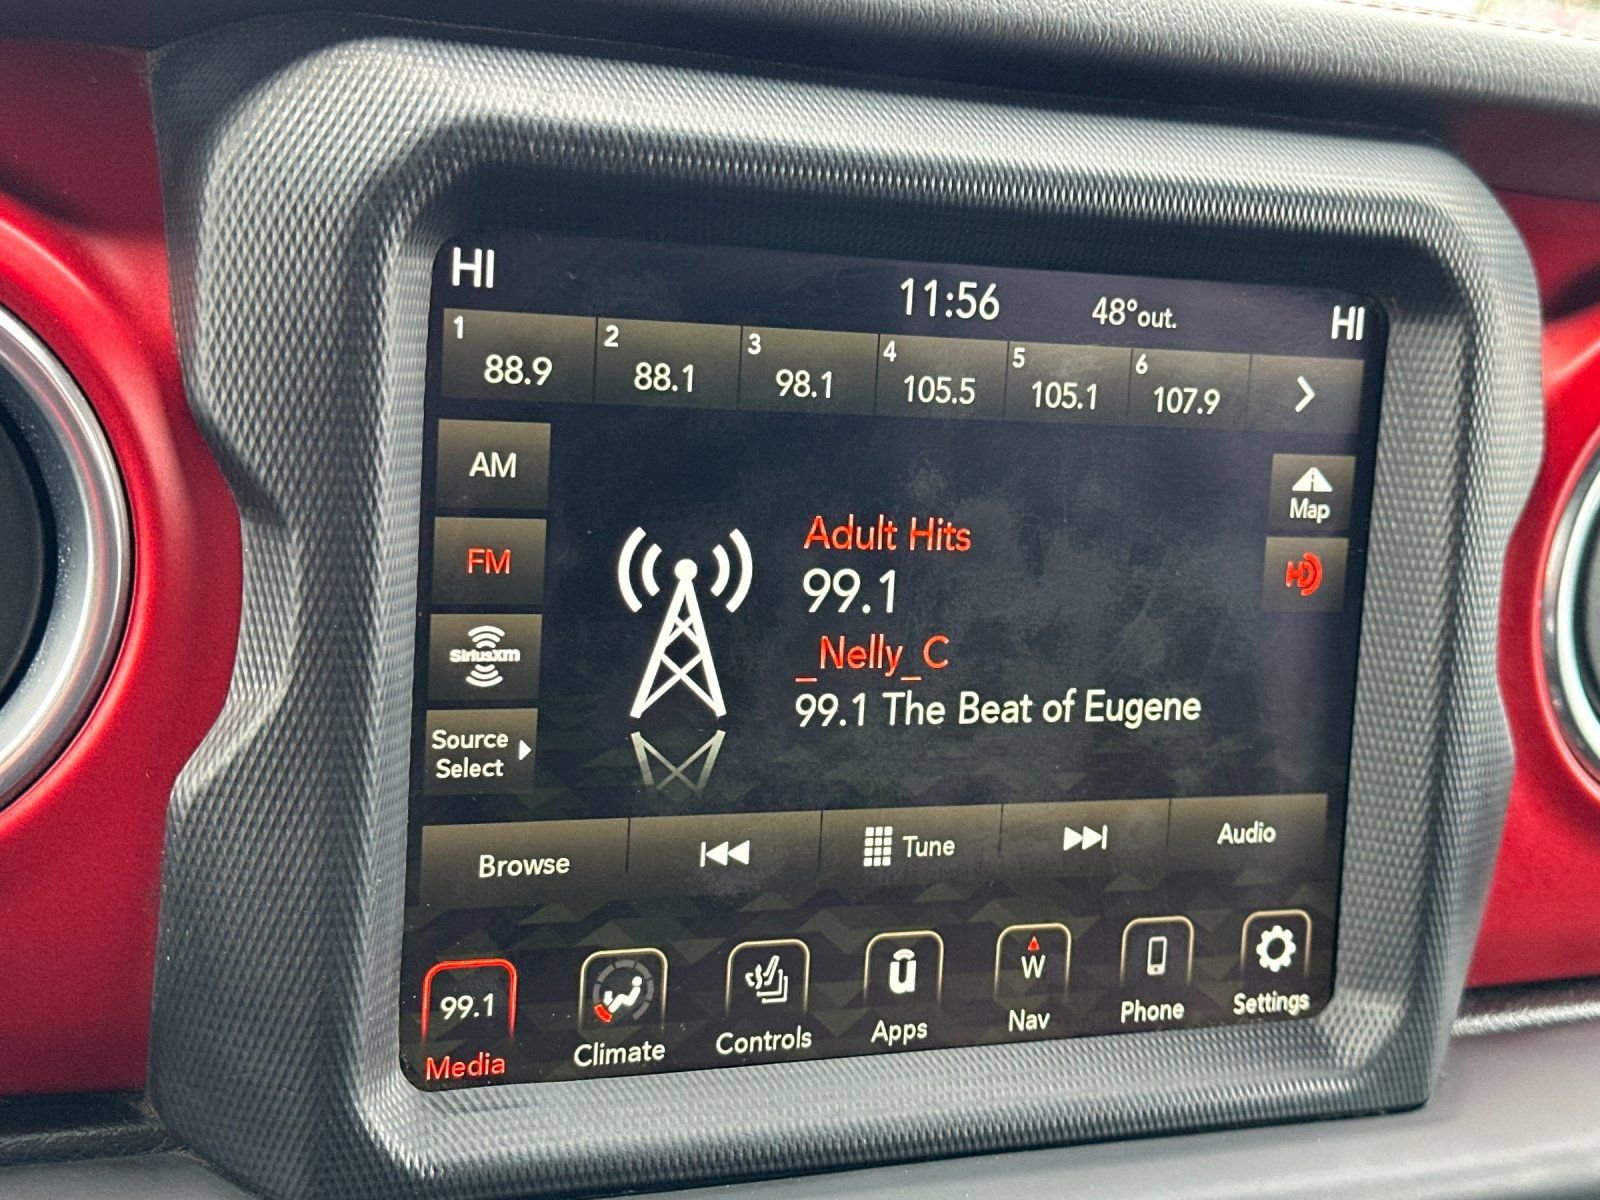 HI 11:56 48°out. HI
1 2 3 4 5 6
88.9 88.1 98.1 105.5 105.1 107.9
AM
Map
Adult Hits
FM
HD
99.1
_Nelly_C
SiriusXM
99.1 The Beat of Eugene
Source
Select
Browse Tune Audio
99.1 W
Media Climate Controls Apps Nav Phone Settings